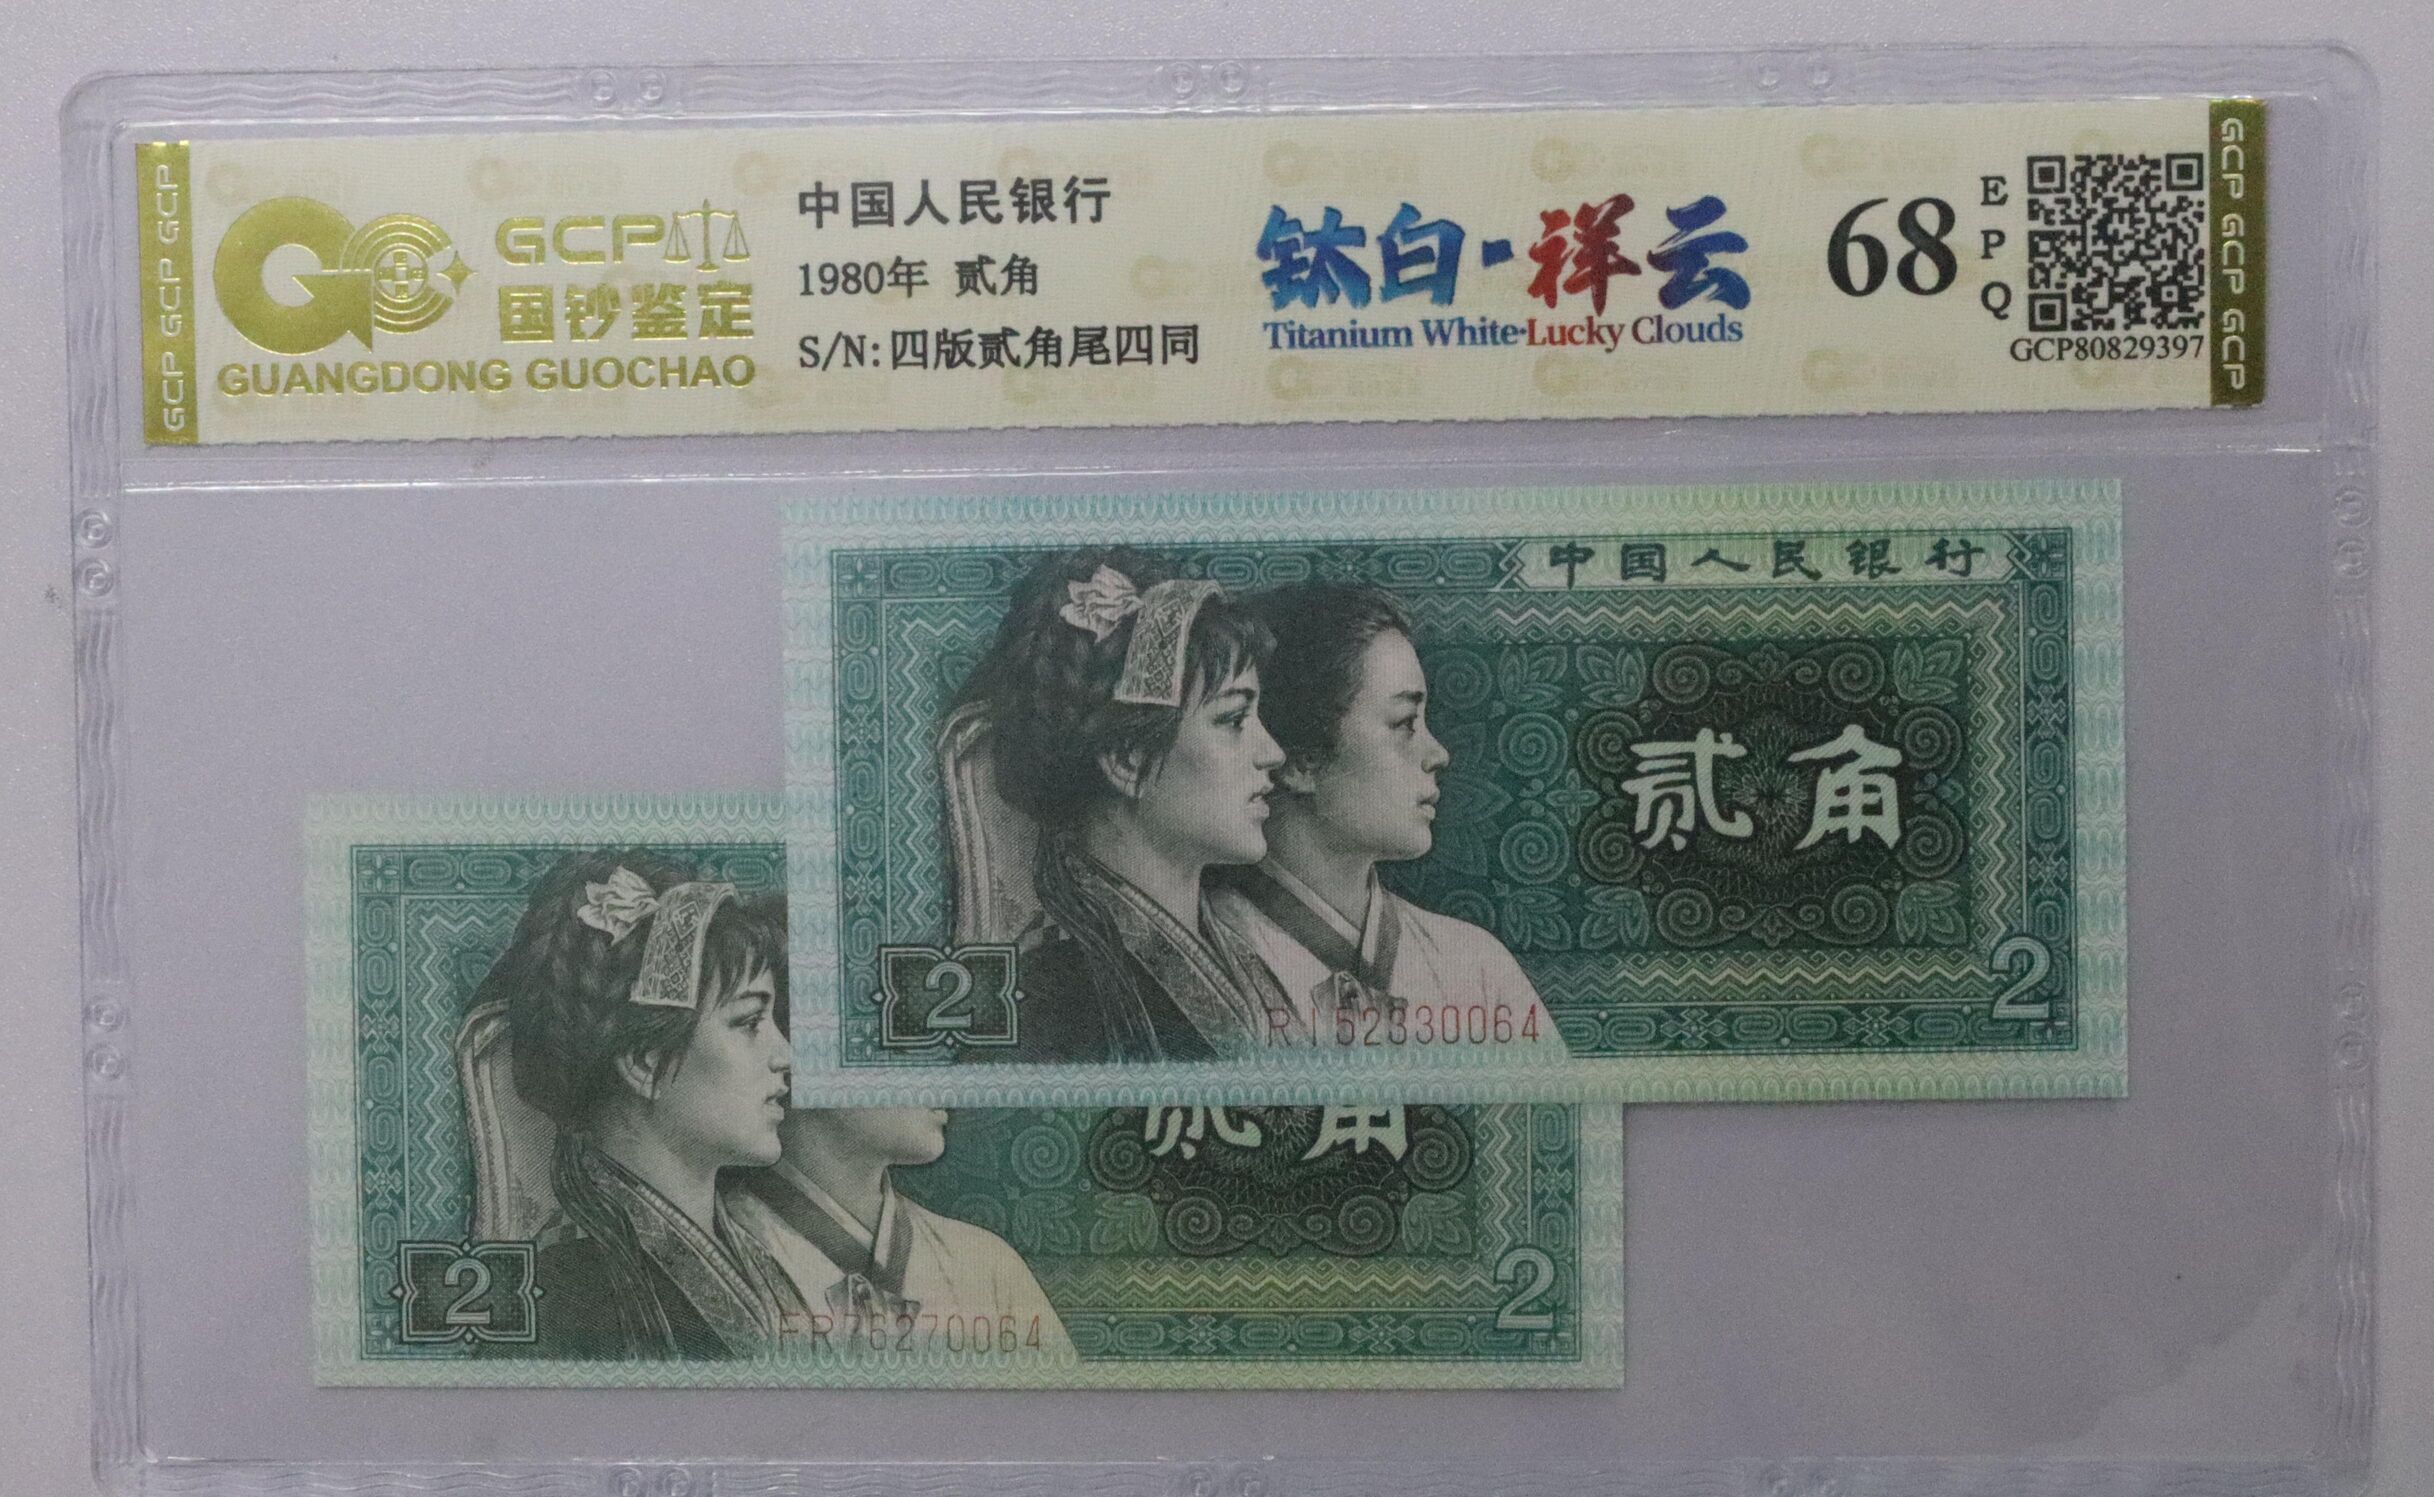 GCP GCP GCP
GCP
国钞鉴定
GUANGDONG GUOCHAO
中国人民银行
1980年 贰角
S/N:四版贰角尾四同
钛白-祥云
Titanium White·Lucky Clouds
68
EPQ
GCP80829397
GCP GCP GCP
中国人民银行
贰角
2
2
RI52330064
贰角
2
2
FR76270064